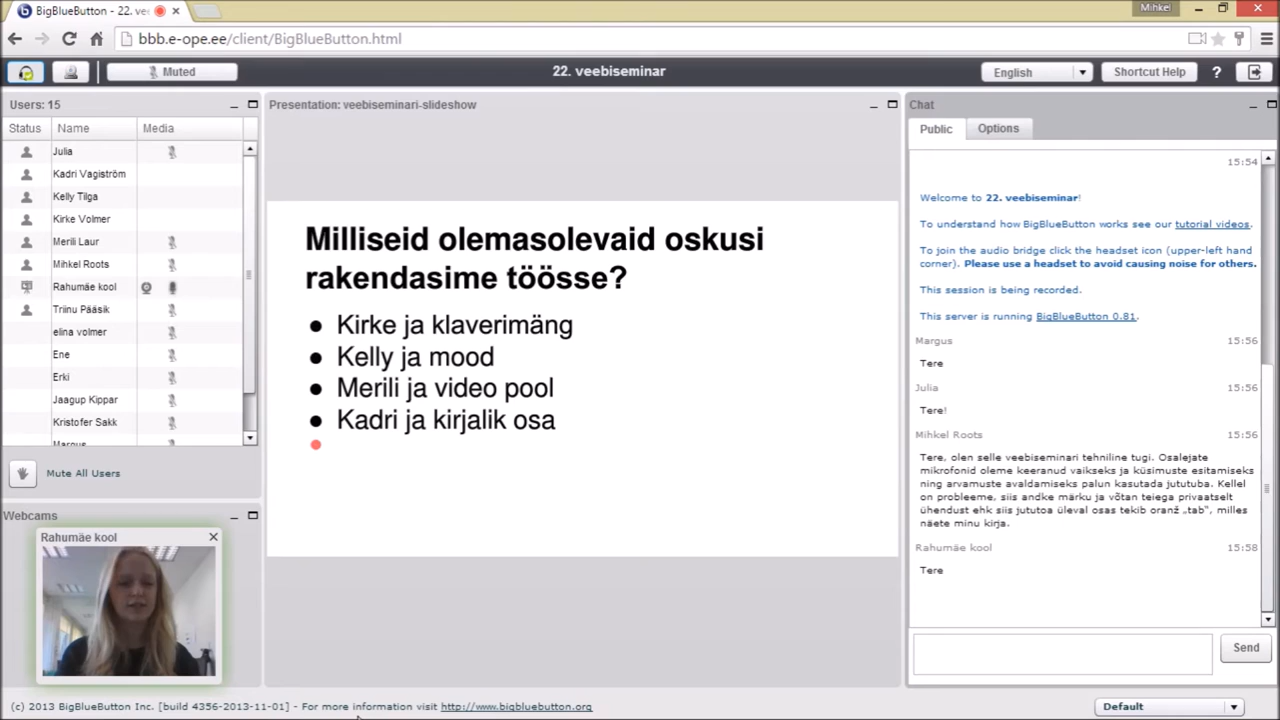 BigBlueButton - 22. ve
Mihkel
bbb.e-ope.ee/client/BigBlueButton.html
Muted
22. veebiseminar
English
Shortcut Help
?
Users: 15
Status Name Media
Julia
Kadri Vagiström
Kelly Tilga
Kirke Volmer
Merili Laur
Mihkel Roots
Rahumäe kool
Triinu Pääsik
elina volmer
Ene
Erki
Jaagup Kippar
Kristofer Sakk
Margus
Mute All Users
Webcams
Rahumäe kool
Presentation: veebiseminari-slideshow
Milliseid olemasolevaid oskusi
rakendasime töösse?
● Kirke ja klaverimäng
● Kelly ja mood
● Merili ja video pool
● Kadri ja kirjalik osa
Chat
Public Options
15:54
Welcome to 22. veebiseminar!
To understand how BigBlueButton works see our tutorial videos.
To join the audio bridge click the headset icon (upper-left hand
corner). Please use a headset to avoid causing noise for others.
This session is being recorded.
This server is running BigBlueButton 0.81.
Margus 15:56
Tere
Julia 15:56
Tere!
Mihkel Roots 15:56
Tere, olen selle veebiseminari tehniline tugi. Osalejate
mikrofonid oleme keeranud vaikseks ja küsimuste esitamiseks
ning arvamuste avaldamiseks palun kasutada jututuba. Kellel
on probleeme, siis andke märku ja võtan teiega privaatselt
ühendust ehk siis jututoa üleval osas tekib oranž „tab", milles
näete minu kirja.
Rahumäe kool 15:58
Tere
Send
(c) 2013 BigBlueButton Inc. [build 4356-2013-11-01] - For more information visit http://www.bigbluebutton.org
Default